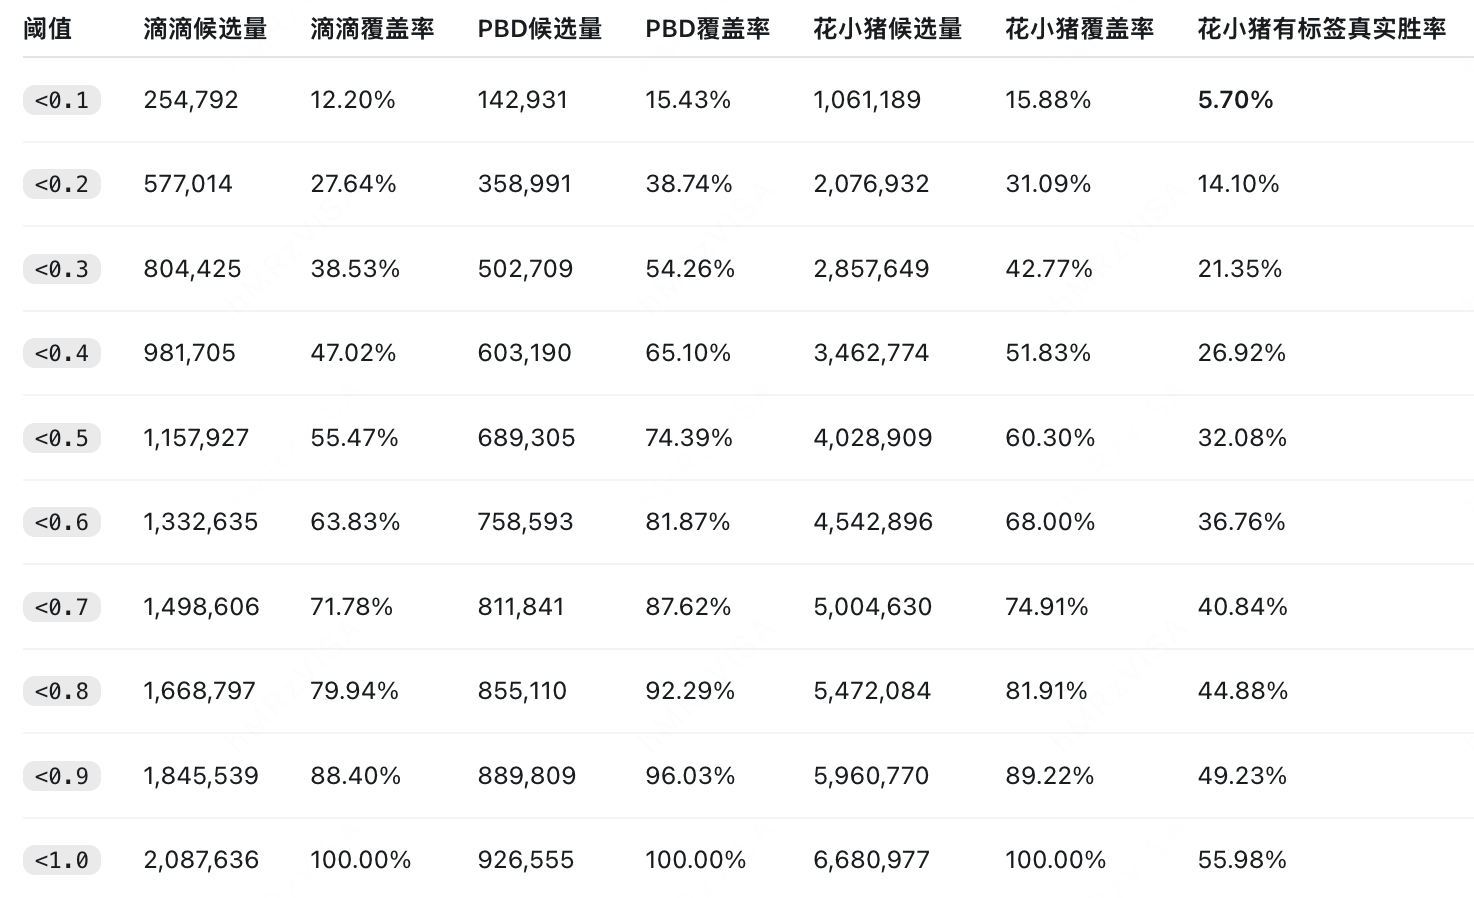 阈值 滴滴候选量 滴滴覆盖率 PBD候选量 PBD覆盖率 花小猪候选量 花小猪覆盖率 花小猪有标签真实胜率
<0.1 254,792 12.20% 142,931 15.43% 1,061,189 15.88% 5.70%
<0.2 577,014 27.64% 358,991 38.74% 2,076,932 31.09% 14.10%
<0.3 804,425 38.53% 502,709 54.26% 2,857,649 42.77% 21.35%
<0.4 981,705 47.02% 603,190 65.10% 3,462,774 51.83% 26.92%
<0.5 1,157,927 55.47% 689,305 74.39% 4,028,909 60.30% 32.08%
<0.6 1,332,635 63.83% 758,593 81.87% 4,542,896 68.00% 36.76%
<0.7 1,498,606 71.78% 811,841 87.62% 5,004,630 74.91% 40.84%
<0.8 1,668,797 79.94% 855,110 92.29% 5,472,084 81.91% 44.88%
<0.9 1,845,539 88.40% 889,809 96.03% 5,960,770 89.22% 49.23%
<1.0 2,087,636 100.00% 926,555 100.00% 6,680,977 100.00% 55.98%